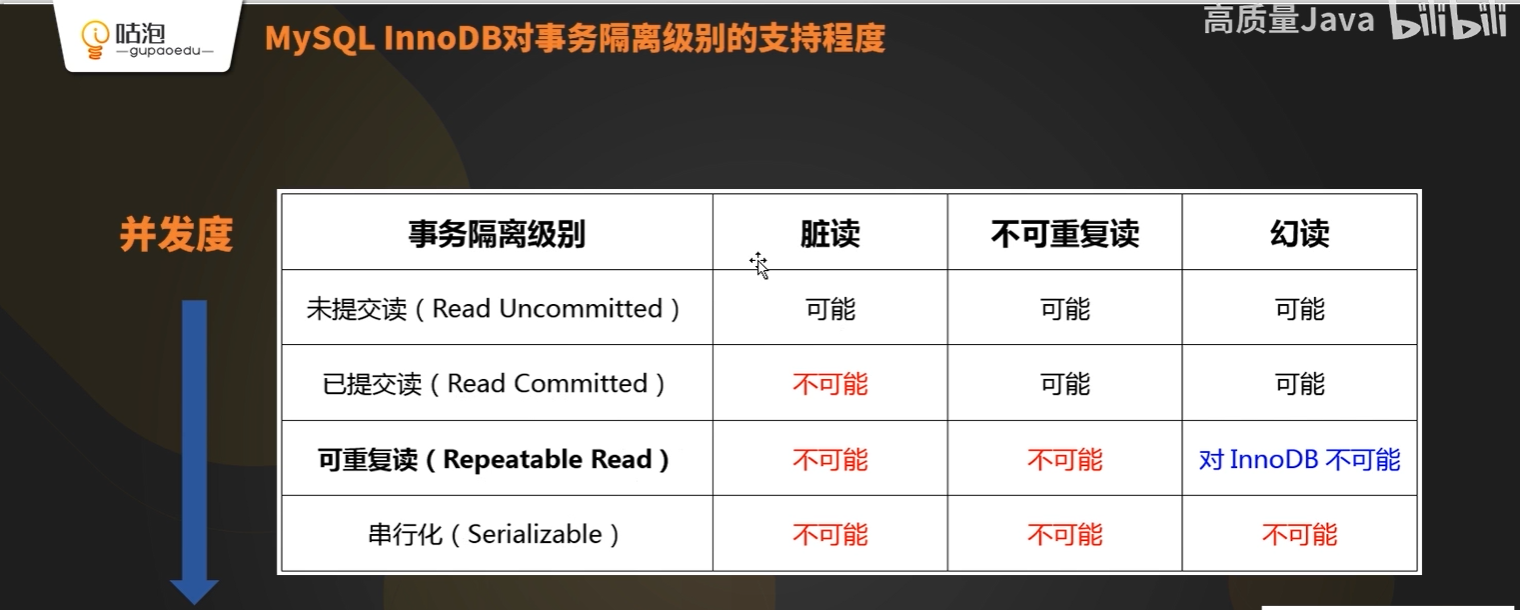 咕泡
gupaoedu
MySQL InnoDB对事务隔离级别的支持程度
高质量Java bilibili
并发度
事务隔离级别 脏读 不可重复读 幻读
未提交读（Read Uncommitted） 可能 可能 可能
已提交读（Read Committed） 不可能 可能 可能
可重复读（Repeatable Read） 不可能 不可能 对 InnoDB 不可能
串行化（Serializable） 不可能 不可能 不可能